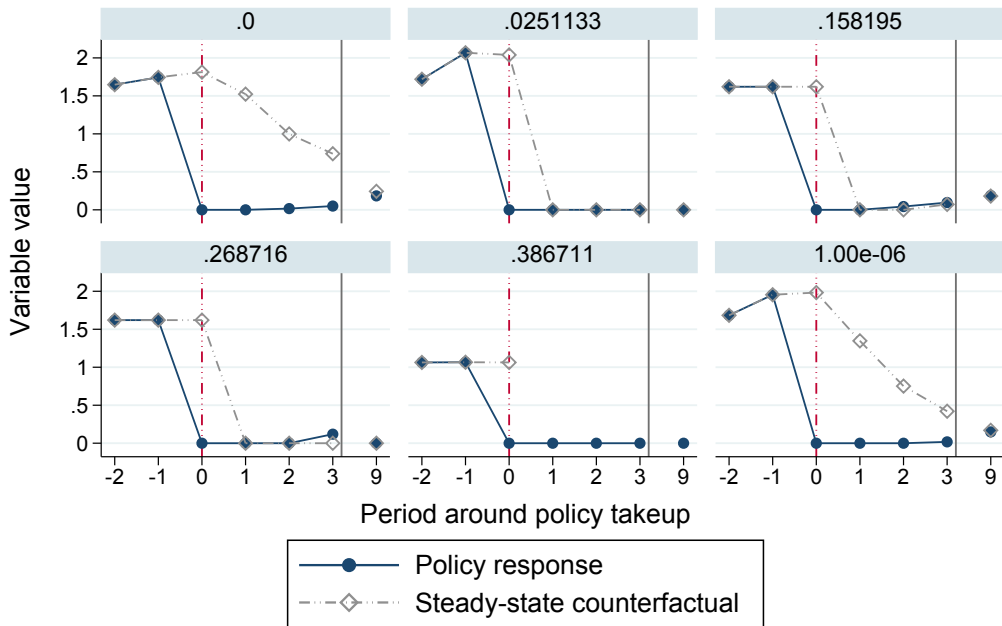 .0 .0251133 .158195
2
1.5
1
.5
0
.268716 .386711 1.00e-06
2
1.5
1
.5
0
Variable value
-2 -1 0 1 2 3 9 -2 -1 0 1 2 3 9 -2 -1 0 1 2 3 9
Period around policy takeup
Policy response
Steady-state counterfactual